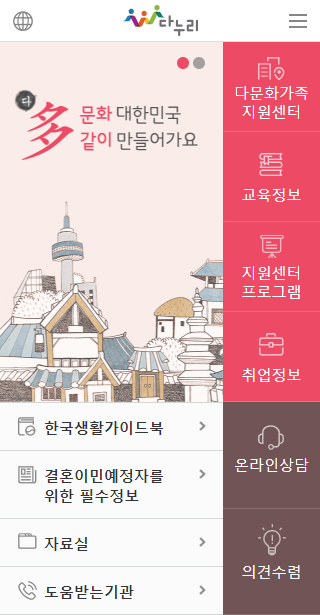 다누리
다
多
문화 대한민국
같이 만들어가요
다문화가족
지원센터
교육정보
지원센터
프로그램
취업정보
한국생활가이드북
결혼이민예정자를
위한 필수정보
자료실
도움받는기관
온라인상담
의견수렴